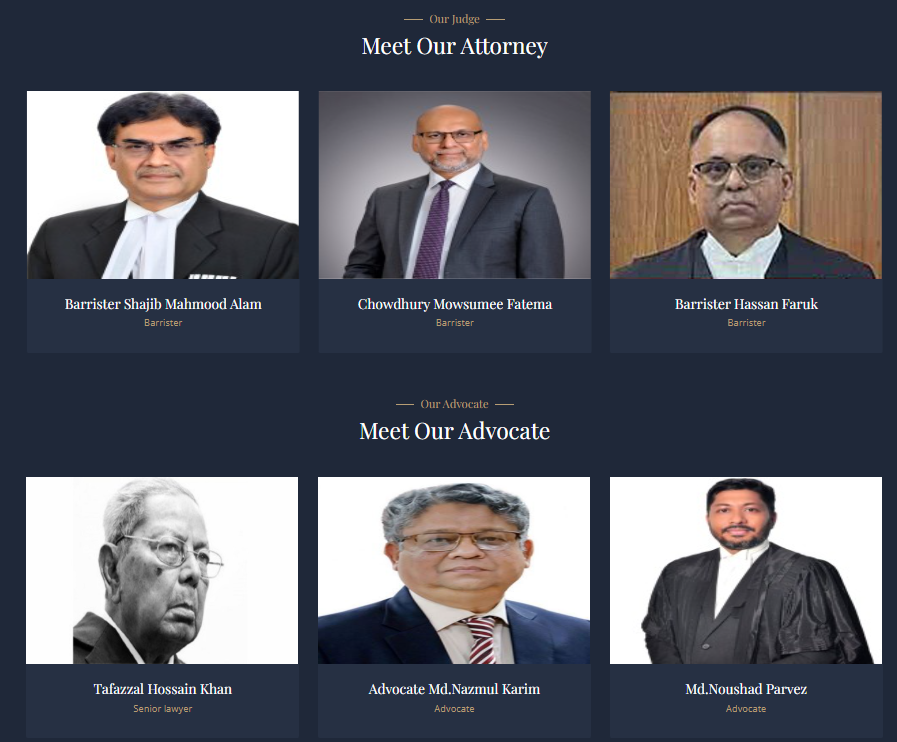 Our Judge
Meet Our Attorney
Barrister Shajib Mahmood Alam
Chowdhury Mowsumee Fatema
Barrister Hassan Faruk
Barrister
Barrister
Barrister
Our Advocate
Meet Our Advocate
Tafazzal Hossain Khan
Advocate Md.Nazmul Karim
Md.Noushad Parvez
Senior lawyer
Advocate
Advocate